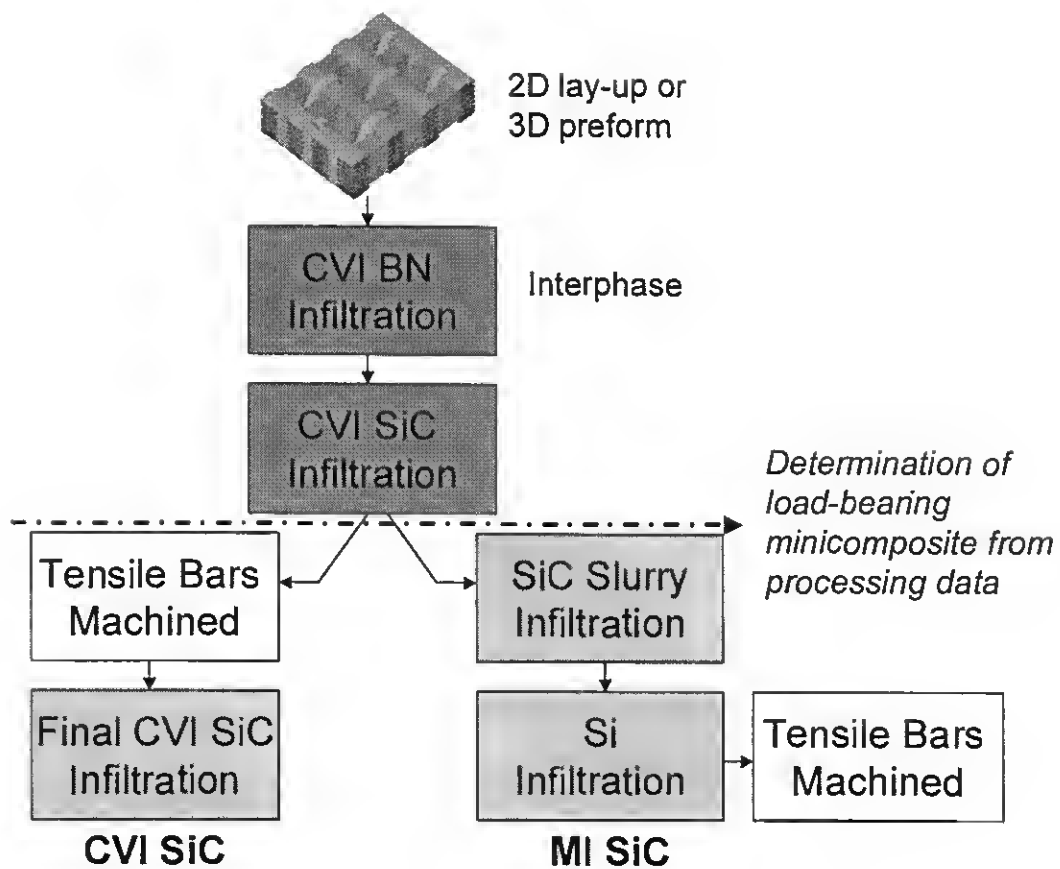 2D lay-up or
3D preform
CVI BN
Infiltration
Interphase
CVI SiC
Infiltration
Determination of
load-bearing
minicomposite from
processing data
Tensile Bars
Machined
SiC Slurry
Infiltration
Final CVI SiC
Infiltration
Si
Infiltration
Tensile Bars
Machined
CVI SiC
MI SiC